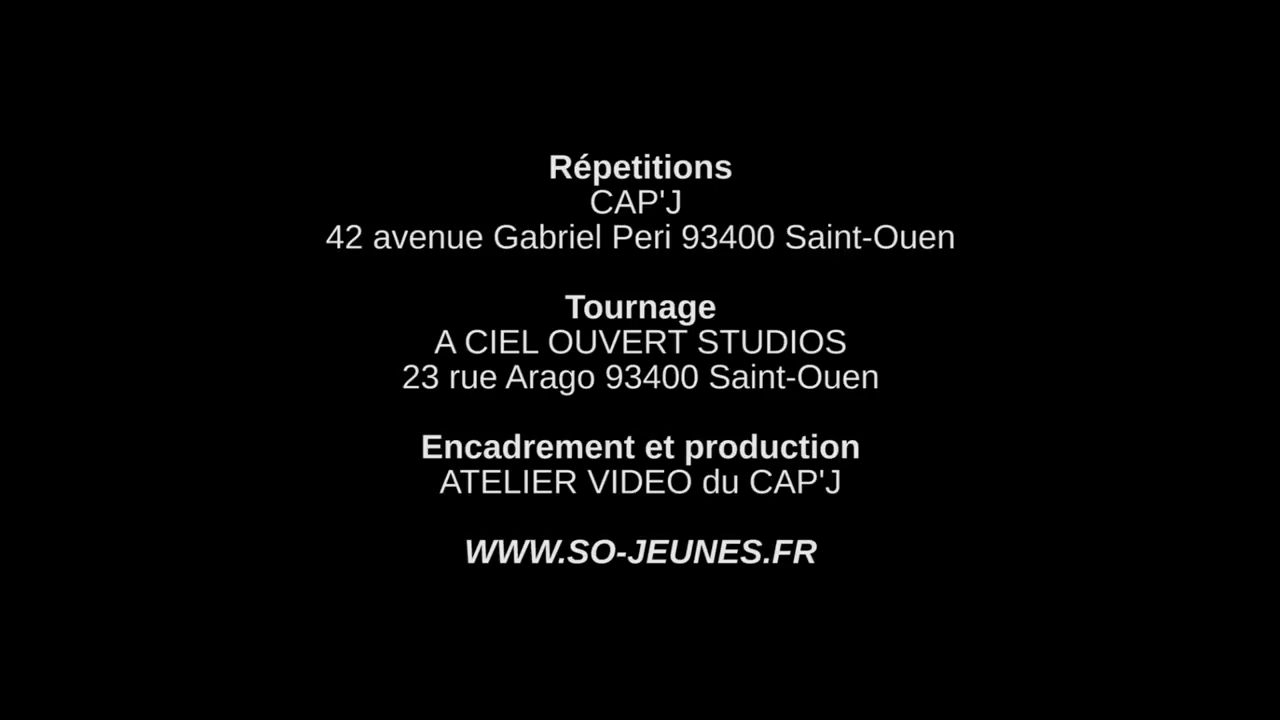 Répetitions
CAP'J
42 avenue Gabriel Peri 93400 Saint-Ouen
Tournage
A CIEL OUVERT STUDIOS
23 rue Arago 93400 Saint-Ouen
Encadrement et production
ATELIER VIDEO du CAP'J
WWW.SO-JEUNES.FR